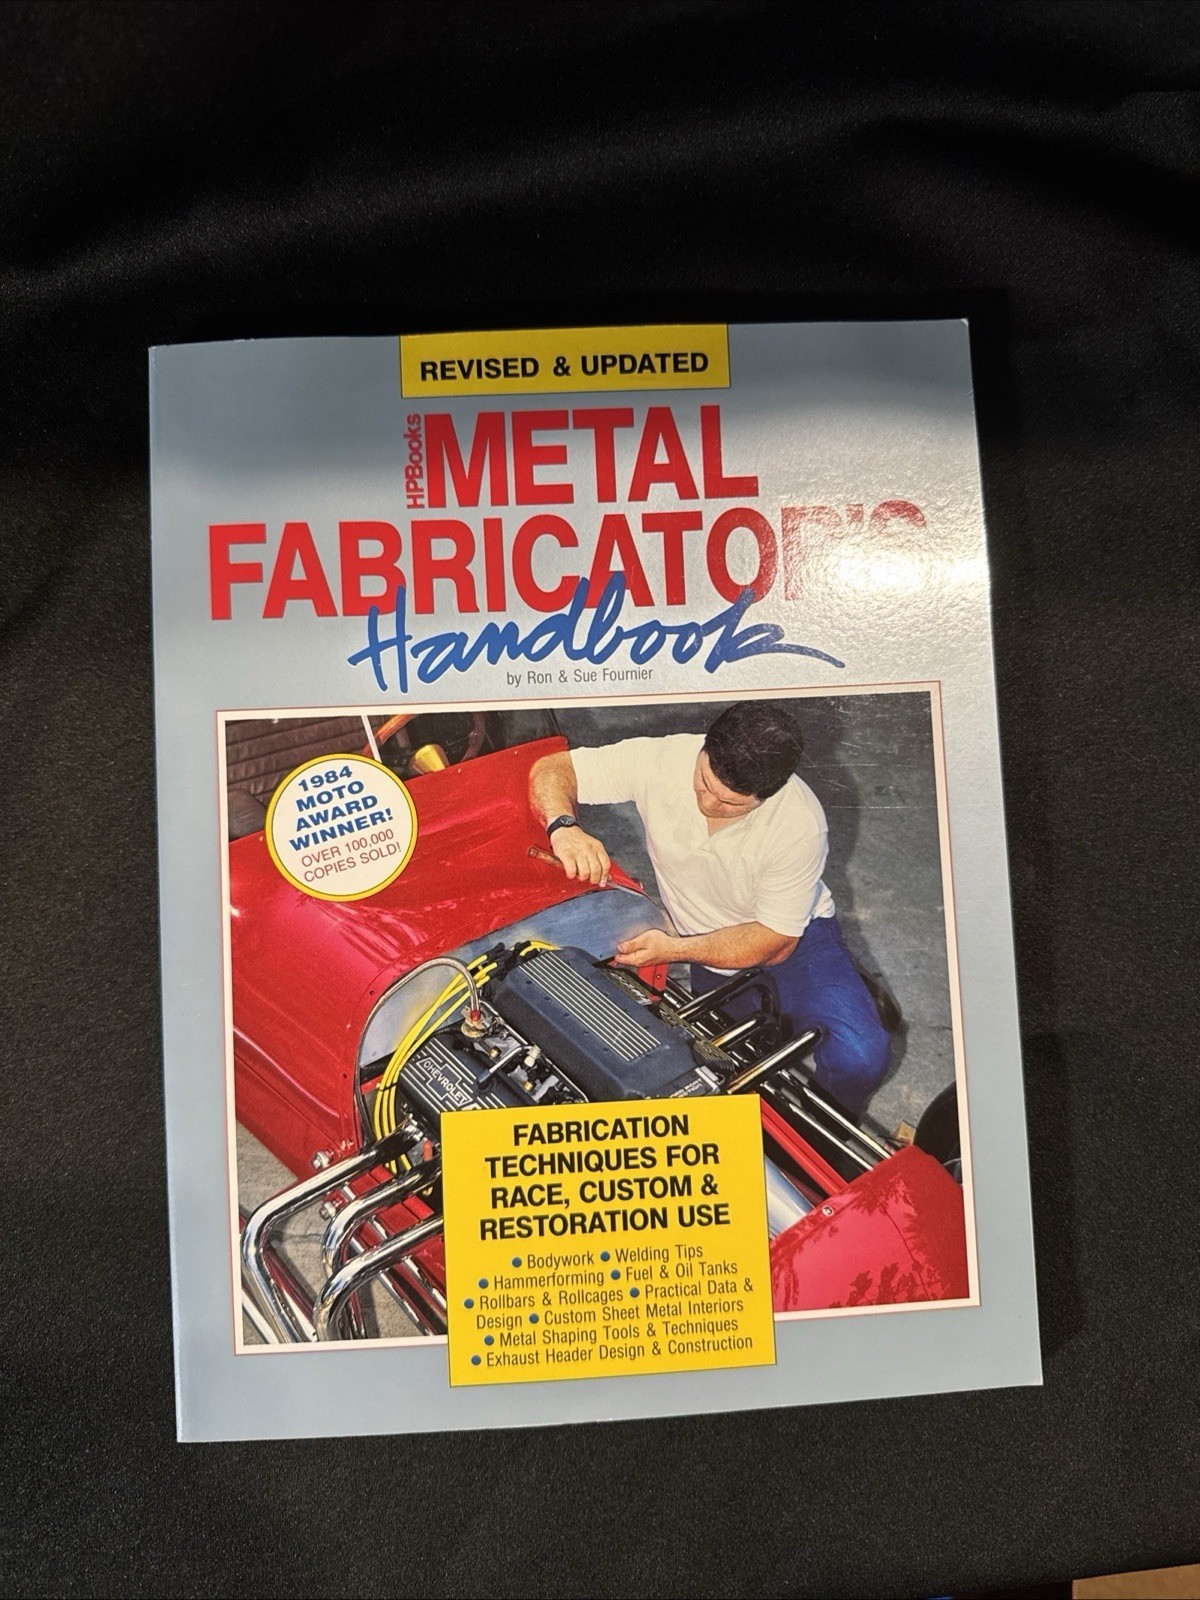 REVISED & UPDATED
HPBooks
METAL
FABRICATOR'S
Handbook
by Ron & Sue Fournier
1984
MOTO
AWARD
WINNER!
OVER 100,000
COPIES SOLD!
CHEVROLET
FABRICATION
TECHNIQUES FOR
RACE, CUSTOM &
RESTORATION USE
• Bodywork • Welding Tips
• Hammerforming • Fuel & Oil Tanks
• Rollbars & Rollcages • Practical Data &
Design • Custom Sheet Metal Interiors
• Metal Shaping Tools & Techniques
• Exhaust Header Design & Construction